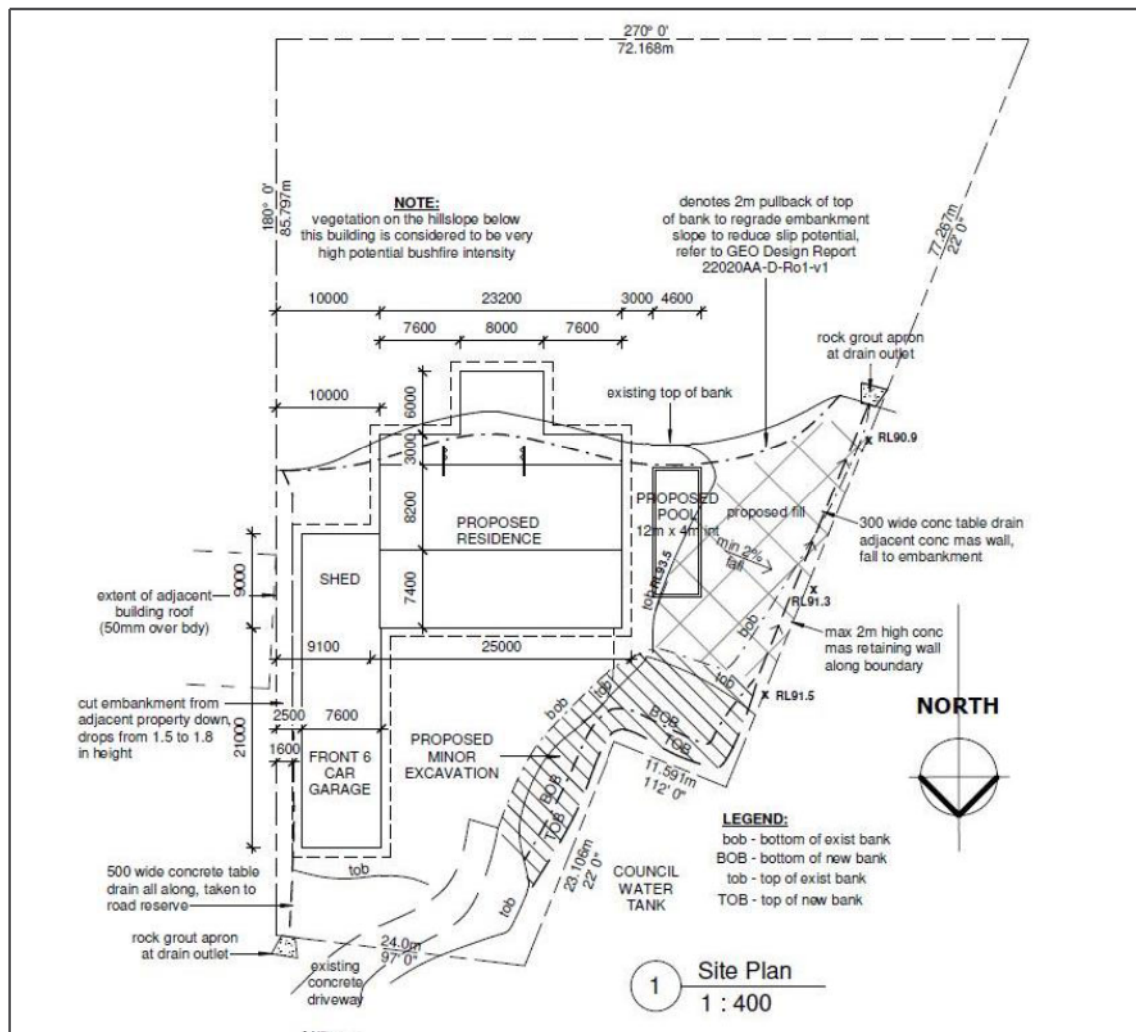 270° 0'
72.168m
180° 0'
85.797m
NOTE:
vegetation on the hillslope below
this building is considered to be very
high potential bushfire intensity
denotes 2m pullback of top
of bank to regrade embankment
slope to reduce slip potential,
refer to GEO Design Report
22020AA-D-Ro1-v1
77.267m
22' 0"
10000
23200
3000
4600
7600
8000
7600
rock grout apron
at drain outlet
10000
6000
existing top of bank
RL90.9
3000
8200
PROPOSED
RESIDENCE
PROPOSED
POOL
12m x 4m int
proposed fill
min 2%
fall
300 wide conc table drain
adjacent conc mas wall,
fall to embankment
SHED
9000
7400
RL93.5
tob
RL91.3
extent of adjacent
building roof
(50mm over bdy)
bob
max 2m high conc
mas retaining wall
along boundary
9100
25000
tob
RL91.5
NORTH
cut embankment from
adjacent property down,
drops from 1.5 to 1.8
in height
2500
7600
21000
1600
bob
tob
BOB
TOB
FRONT 6
CAR
GARAGE
PROPOSED
MINOR
EXCAVATION
BOB
TOB
11.591m
112' 0"
LEGEND:
bob - bottom of exist bank
BOB - bottom of new bank
tob - top of exist bank
TOB - top of new bank
500 wide concrete table
drain all along, taken to
road reserve
tob
tob
23.106m
22' 0"
COUNCIL
WATER
TANK
rock grout apron
at drain outlet
24.0m
97' 0"
existing
concrete
driveway
1
Site Plan
1 : 400